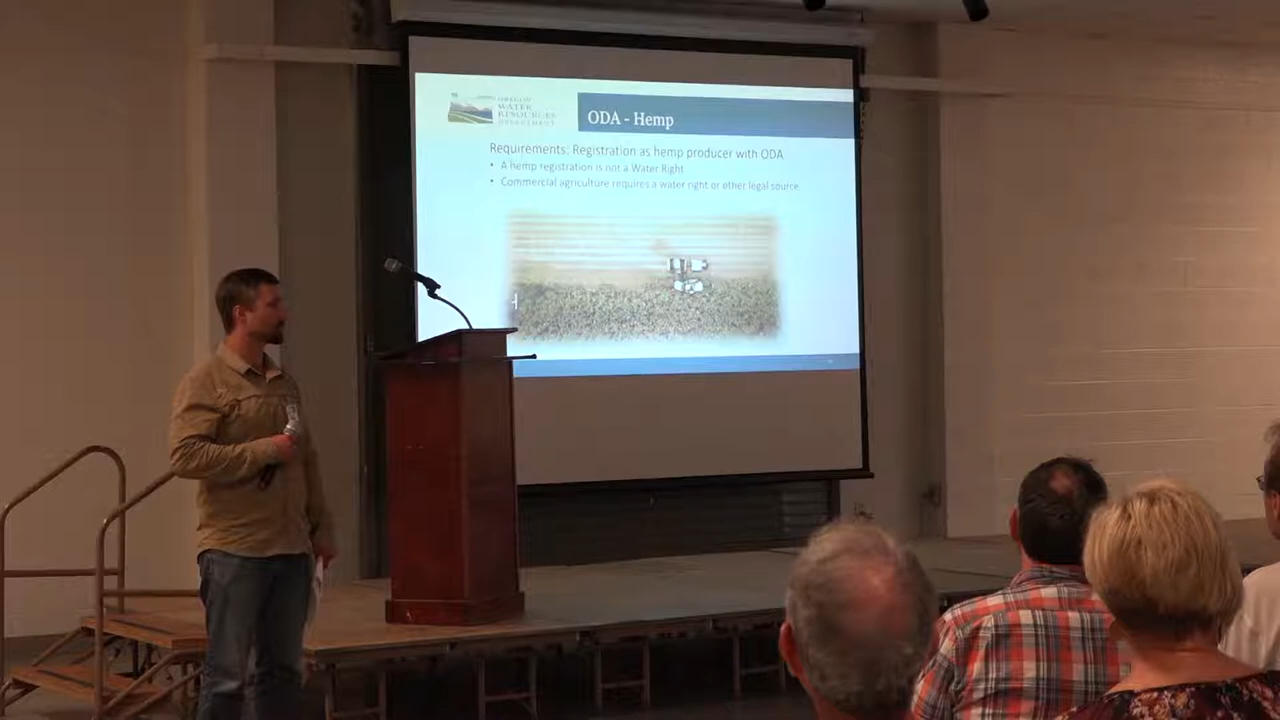 OREGON
WATER
RESOURCES
DEPARTMENT
ODA - Hemp
Requirements: Registration as hemp producer with ODA
• A hemp registration is not a Water Right
• Commercial agriculture requires a water right or other legal source